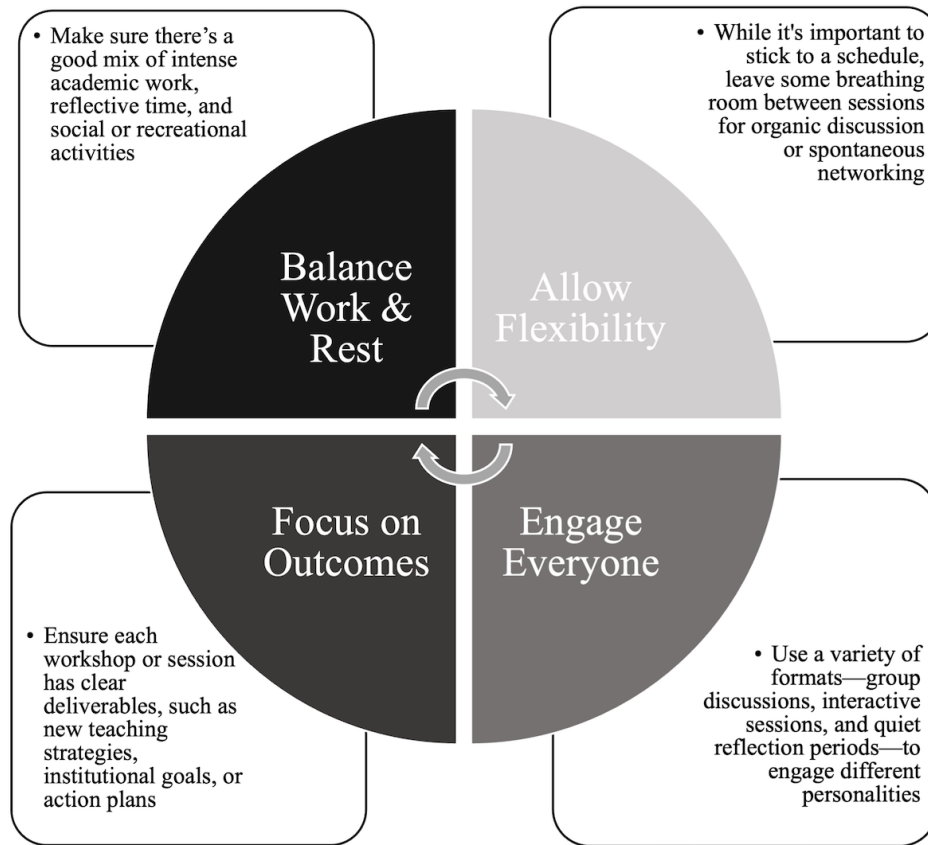 • Make sure there’s a
good mix of intense
academic work,
reflective time, and
social or recreational
activities
• While it's important to
stick to a schedule,
leave some breathing
room between sessions
for organic discussion
or spontaneous
networking
Balance
Work &
Rest
Allow
Flexibility
Focus on
Outcomes
Engage
Everyone
• Ensure each
workshop or session
has clear
deliverables, such as
new teaching
strategies,
institutional goals, or
action plans
• Use a variety of
formats—group
discussions, interactive
sessions, and quiet
reflection periods—to
engage different
personalities